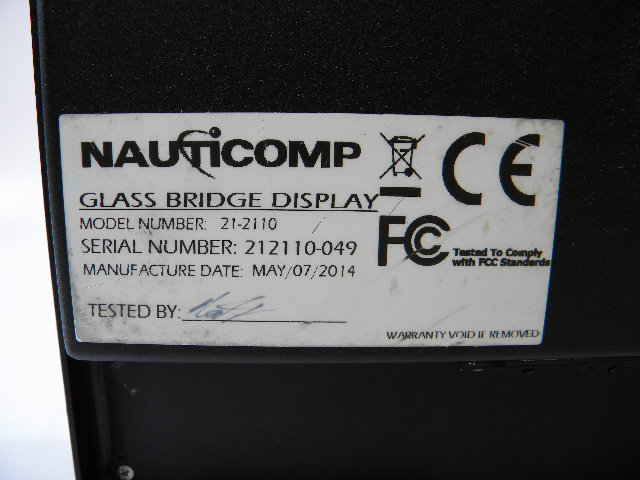 NAUTICOMP
CE
GLASS BRIDGE DISPLAY
MODEL NUMBER: 21-2110
SERIAL NUMBER: 212110-049
MANUFACTURE DATE: MAY/07/2014
FCC
Tested To Comply
with FCC Standards
TESTED BY:
WARRANTY VOID IF REMOVED